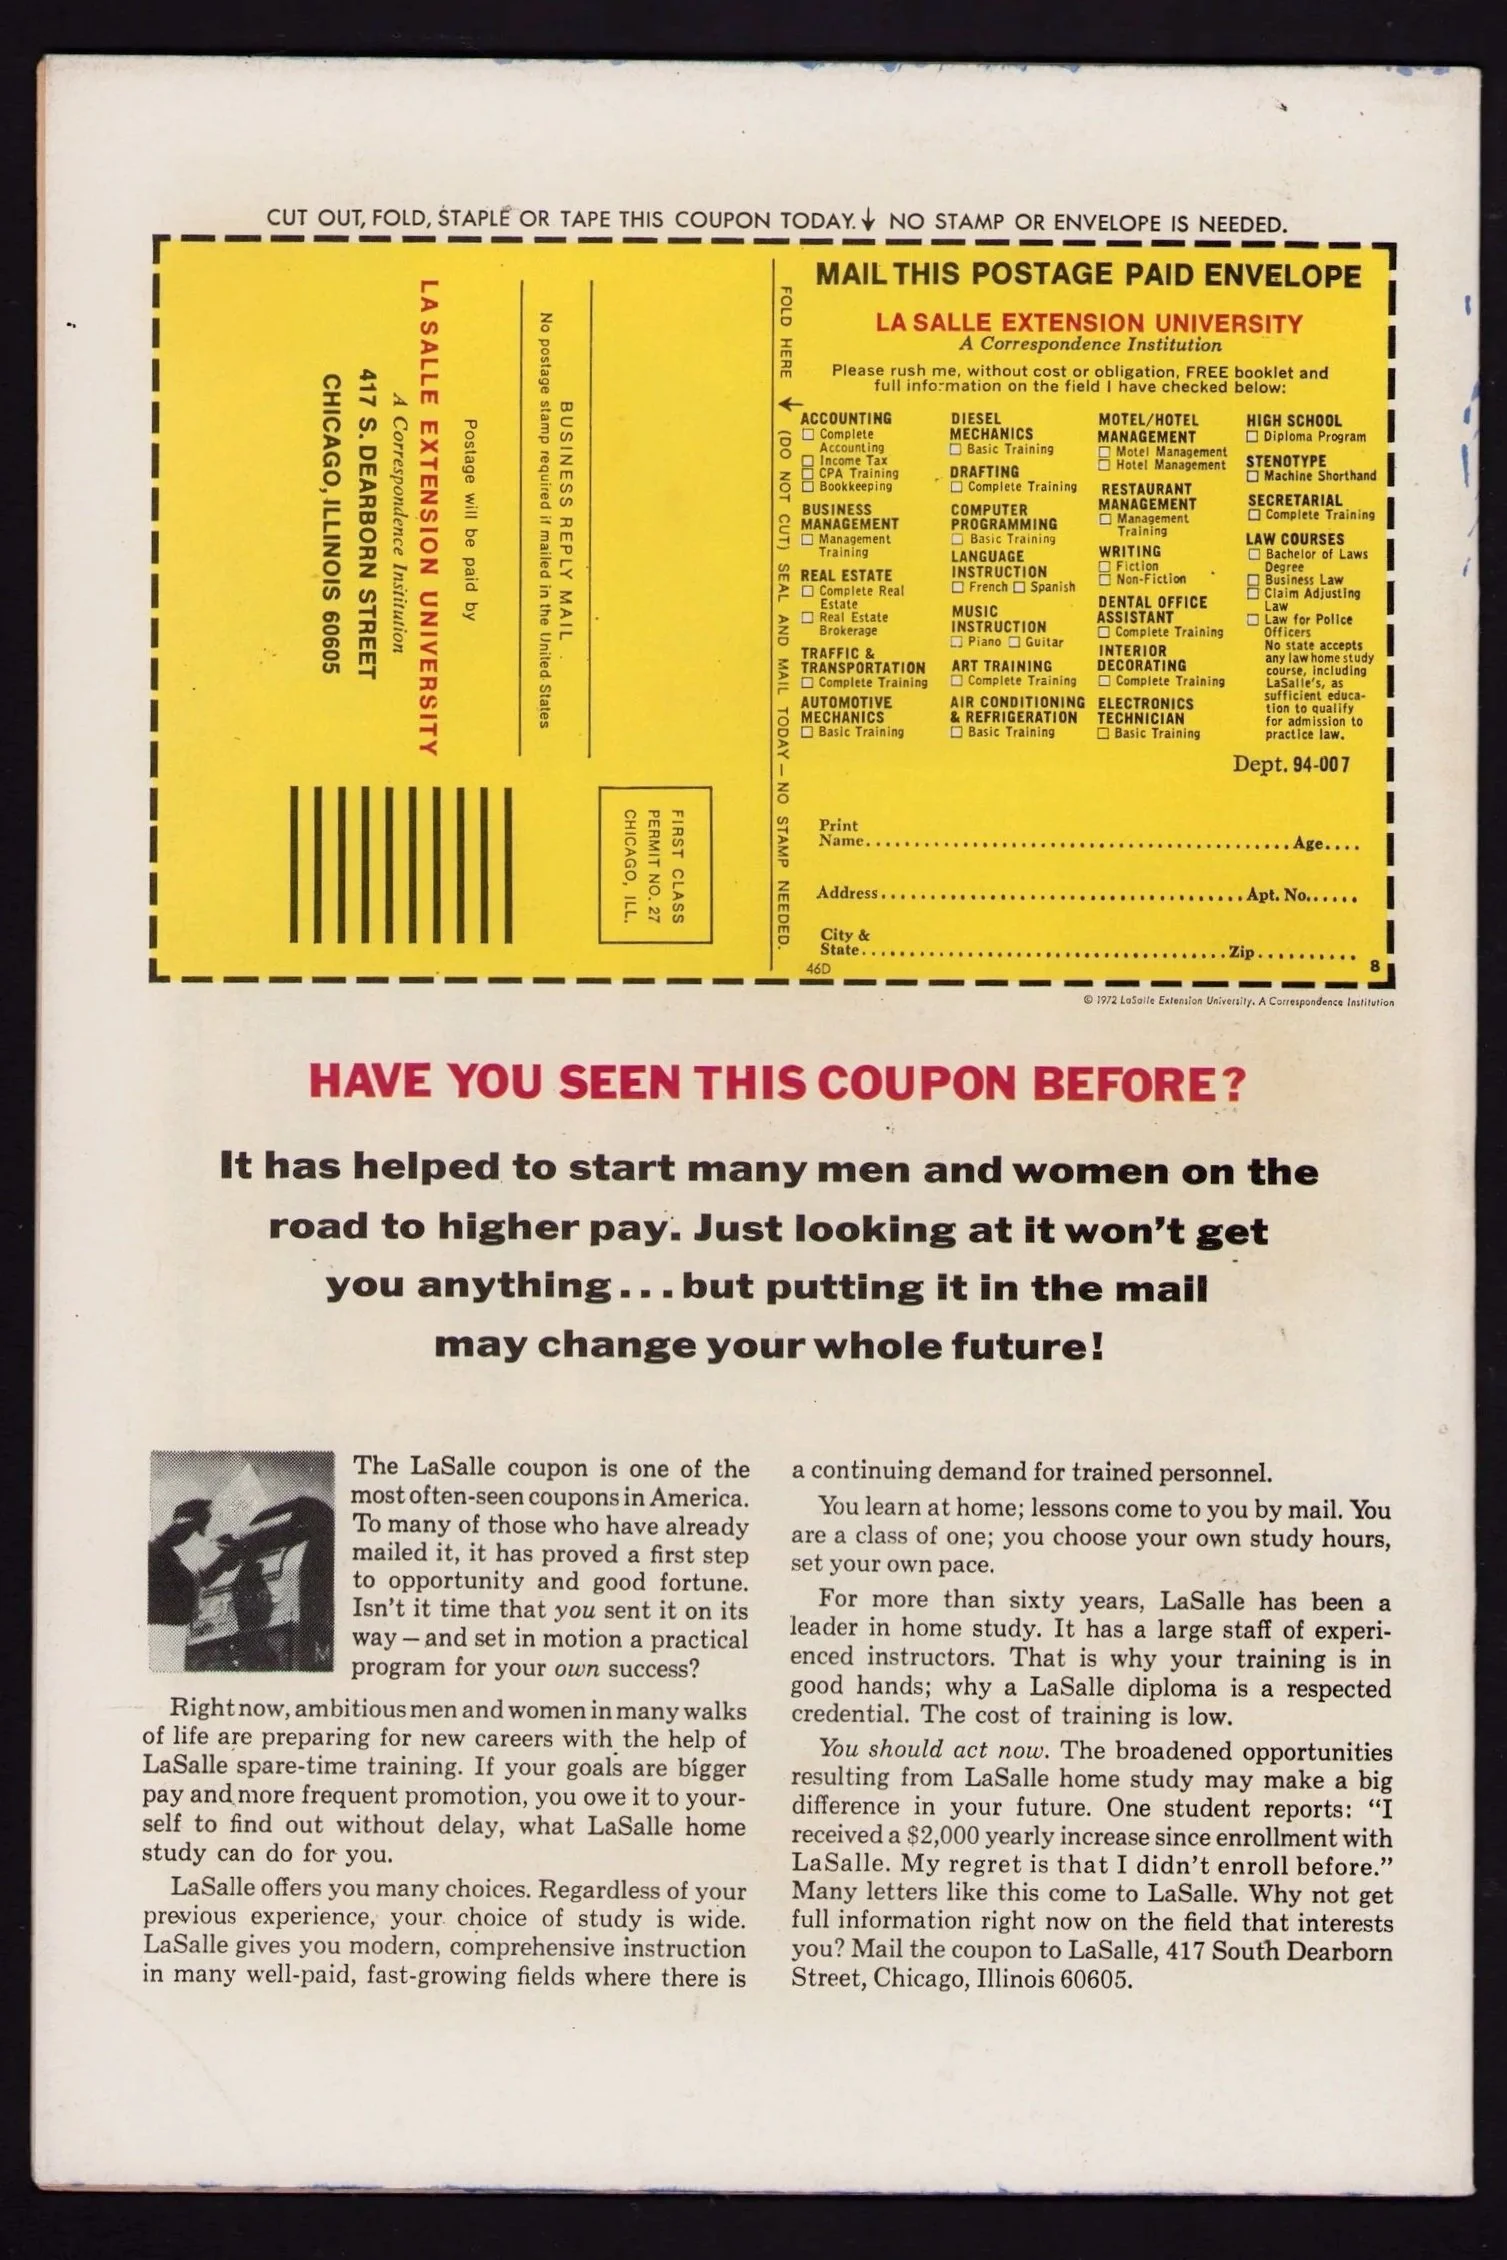 CUT OUT, FOLD, STAPLE OR TAPE THIS COUPON TODAY. ↓ NO STAMP OR ENVELOPE IS NEEDED.
BUSINESS REPLY MAIL
No postage stamp required if mailed in the United States
Postage will be paid by
LA SALLE EXTENSION UNIVERSITY
A Correspondence Institution
417 S. DEARBORN STREET
CHICAGO, ILLINOIS 60605
FIRST CLASS
PERMIT NO. 27
CHICAGO, ILL.
FOLD HERE ↓ (DO NOT CUT) SEAL AND MAIL TODAY — NO STAMP NEEDED.
MAIL THIS POSTAGE PAID ENVELOPE
LA SALLE EXTENSION UNIVERSITY
A Correspondence Institution
Please rush me, without cost or obligation, FREE booklet and
full information on the field I have checked below:
ACCOUNTING
☐ Complete
Accounting
☐ Income Tax
☐ CPA Training
☐ Bookkeeping
BUSINESS
MANAGEMENT
☐ Management
Training
REAL ESTATE
☐ Complete Real
Estate
☐ Real Estate
Brokerage
TRAFFIC &
TRANSPORTATION
☐ Complete Training
AUTOMOTIVE
MECHANICS
☐ Basic Training
DIESEL
MECHANICS
☐ Basic Training
DRAFTING
☐ Complete Training
COMPUTER
PROGRAMMING
☐ Basic Training
LANGUAGE
INSTRUCTION
☐ French ☐ Spanish
MUSIC
INSTRUCTION
☐ Piano ☐ Guitar
ART TRAINING
☐ Complete Training
AIR CONDITIONING
& REFRIGERATION
☐ Basic Training
MOTEL/HOTEL
MANAGEMENT
☐ Motel Management
☐ Hotel Management
RESTAURANT
MANAGEMENT
☐ Management
Training
WRITING
☐ Fiction
☐ Non-Fiction
DENTAL OFFICE
ASSISTANT
☐ Complete Training
INTERIOR
DECORATING
☐ Complete Training
ELECTRONICS
TECHNICIAN
☐ Basic Training
HIGH SCHOOL
☐ Diploma Program
STENOTYPE
☐ Machine Shorthand
SECRETARIAL
☐ Complete Training
LAW COURSES
☐ Bachelor of Laws
Degree
☐ Business Law
☐ Claim Adjusting
Law
☐ Law for Police
Officers
No state accepts
any law home study
course, including
LaSalle's, as
sufficient educa-
tion to qualify
for admission to
practice law.
Dept. 94-007
Print
Name........................................Age....
Address........................................Apt. No......
City &
State........................................Zip..........
46D 8
© 1972 LaSalle Extension University. A Correspondence Institution
HAVE YOU SEEN THIS COUPON BEFORE?
It has helped to start many men and women on the
road to higher pay. Just looking at it won't get
you anything...but putting it in the mail
may change your whole future!
The LaSalle coupon is one of the
most often-seen coupons in America.
To many of those who have already
mailed it, it has proved a first step
to opportunity and good fortune.
Isn't it time that you sent it on its
way — and set in motion a practical
program for your own success?
Right now, ambitious men and women in many walks
of life are preparing for new careers with the help of
LaSalle spare-time training. If your goals are bigger
pay and more frequent promotion, you owe it to your-
self to find out without delay, what LaSalle home
study can do for you.
LaSalle offers you many choices. Regardless of your
previous experience, your choice of study is wide.
LaSalle gives you modern, comprehensive instruction
in many well-paid, fast-growing fields where there is
a continuing demand for trained personnel.
You learn at home; lessons come to you by mail. You
are a class of one; you choose your own study hours,
set your own pace.
For more than sixty years, LaSalle has been a
leader in home study. It has a large staff of experi-
enced instructors. That is why your training is in
good hands; why a LaSalle diploma is a respected
credential. The cost of training is low.
You should act now. The broadened opportunities
resulting from LaSalle home study may make a big
difference in your future. One student reports: "I
received a $2,000 yearly increase since enrollment with
LaSalle. My regret is that I didn't enroll before."
Many letters like this come to LaSalle. Why not get
full information right now on the field that interests
you? Mail the coupon to LaSalle, 417 South Dearborn
Street, Chicago, Illinois 60605.